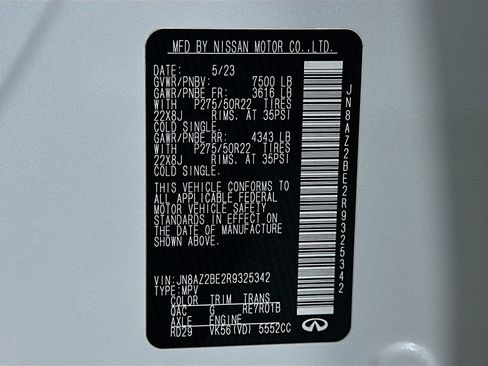 MFD BY NISSAN MOTOR CO.,LTD.
DATE 5/23
GVWR/PNBV: 7500 LB
GAWR/PNBE FR: 3616 LB
WITH P275/50R22 TIRES
22X8J RIMS. AT 35PSI
COLD SINGLE.
GAWR/PNBE RR: 4343 LB
WITH P275/50R22 TIRES
22X8J RIMS. AT 35PSI
COLD SINGLE.
THIS VEHICLE CONFORMS TO
ALL APPLICABLE FEDERAL
MOTOR VEHICLE SAFETY
STANDARDS IN EFFECT ON
THE DATE OF MANUFACTURE
SHOWN ABOVE.
VIN: JN8AZ2BE2R9325342
TYPE: MPV
COLOR TRIM TRANS
QAC G RE7R01B
AXLE ENGINE
RD29 VK56(VD) 5552CC
JN8AZ2BE2R9325342